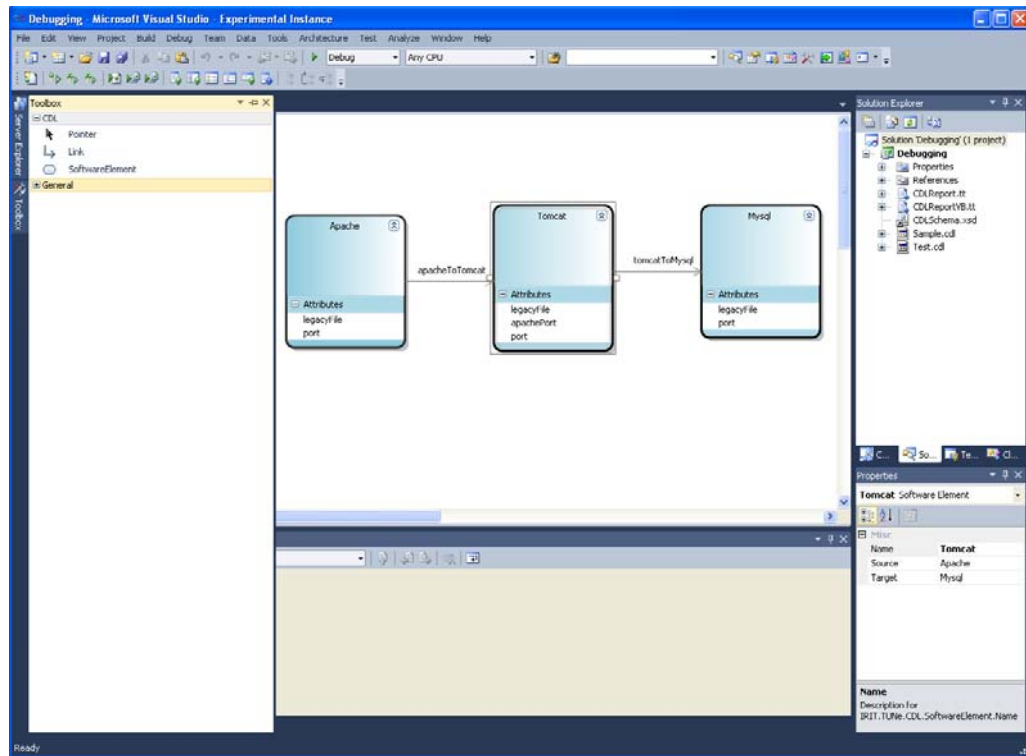 Debugging - Microsoft Visual Studio - Experimental Instance
File Edit View Project Build Debug Team Data Tools Architecture Test Analyze Window Help
Debug Any CPU
Server Explorer
Toolbox
Toolbox
CDL
Pointer
Link
SoftwareElement
General
Apache
Attributes
legacyFile
port
apacheToTomcat
Tomcat
Attributes
legacyFile
apachePort
port
tomcatToMysql
Mysql
Attributes
legacyFile
port
Solution Explorer
Solution 'Debugging' (1 project)
Debugging
Properties
References
CDLReport.tt
CDLReportVB.tt
CDLSchema.xsd
Sample.cdl
Test.cdl
C... So... Te... Cl...
Properties
Tomcat Software Element
Misc
Name Tomcat
Source Apache
Target Mysql
Name
Description for
IRIT.TUNe.CDL.SoftwareElement.Name
Ready